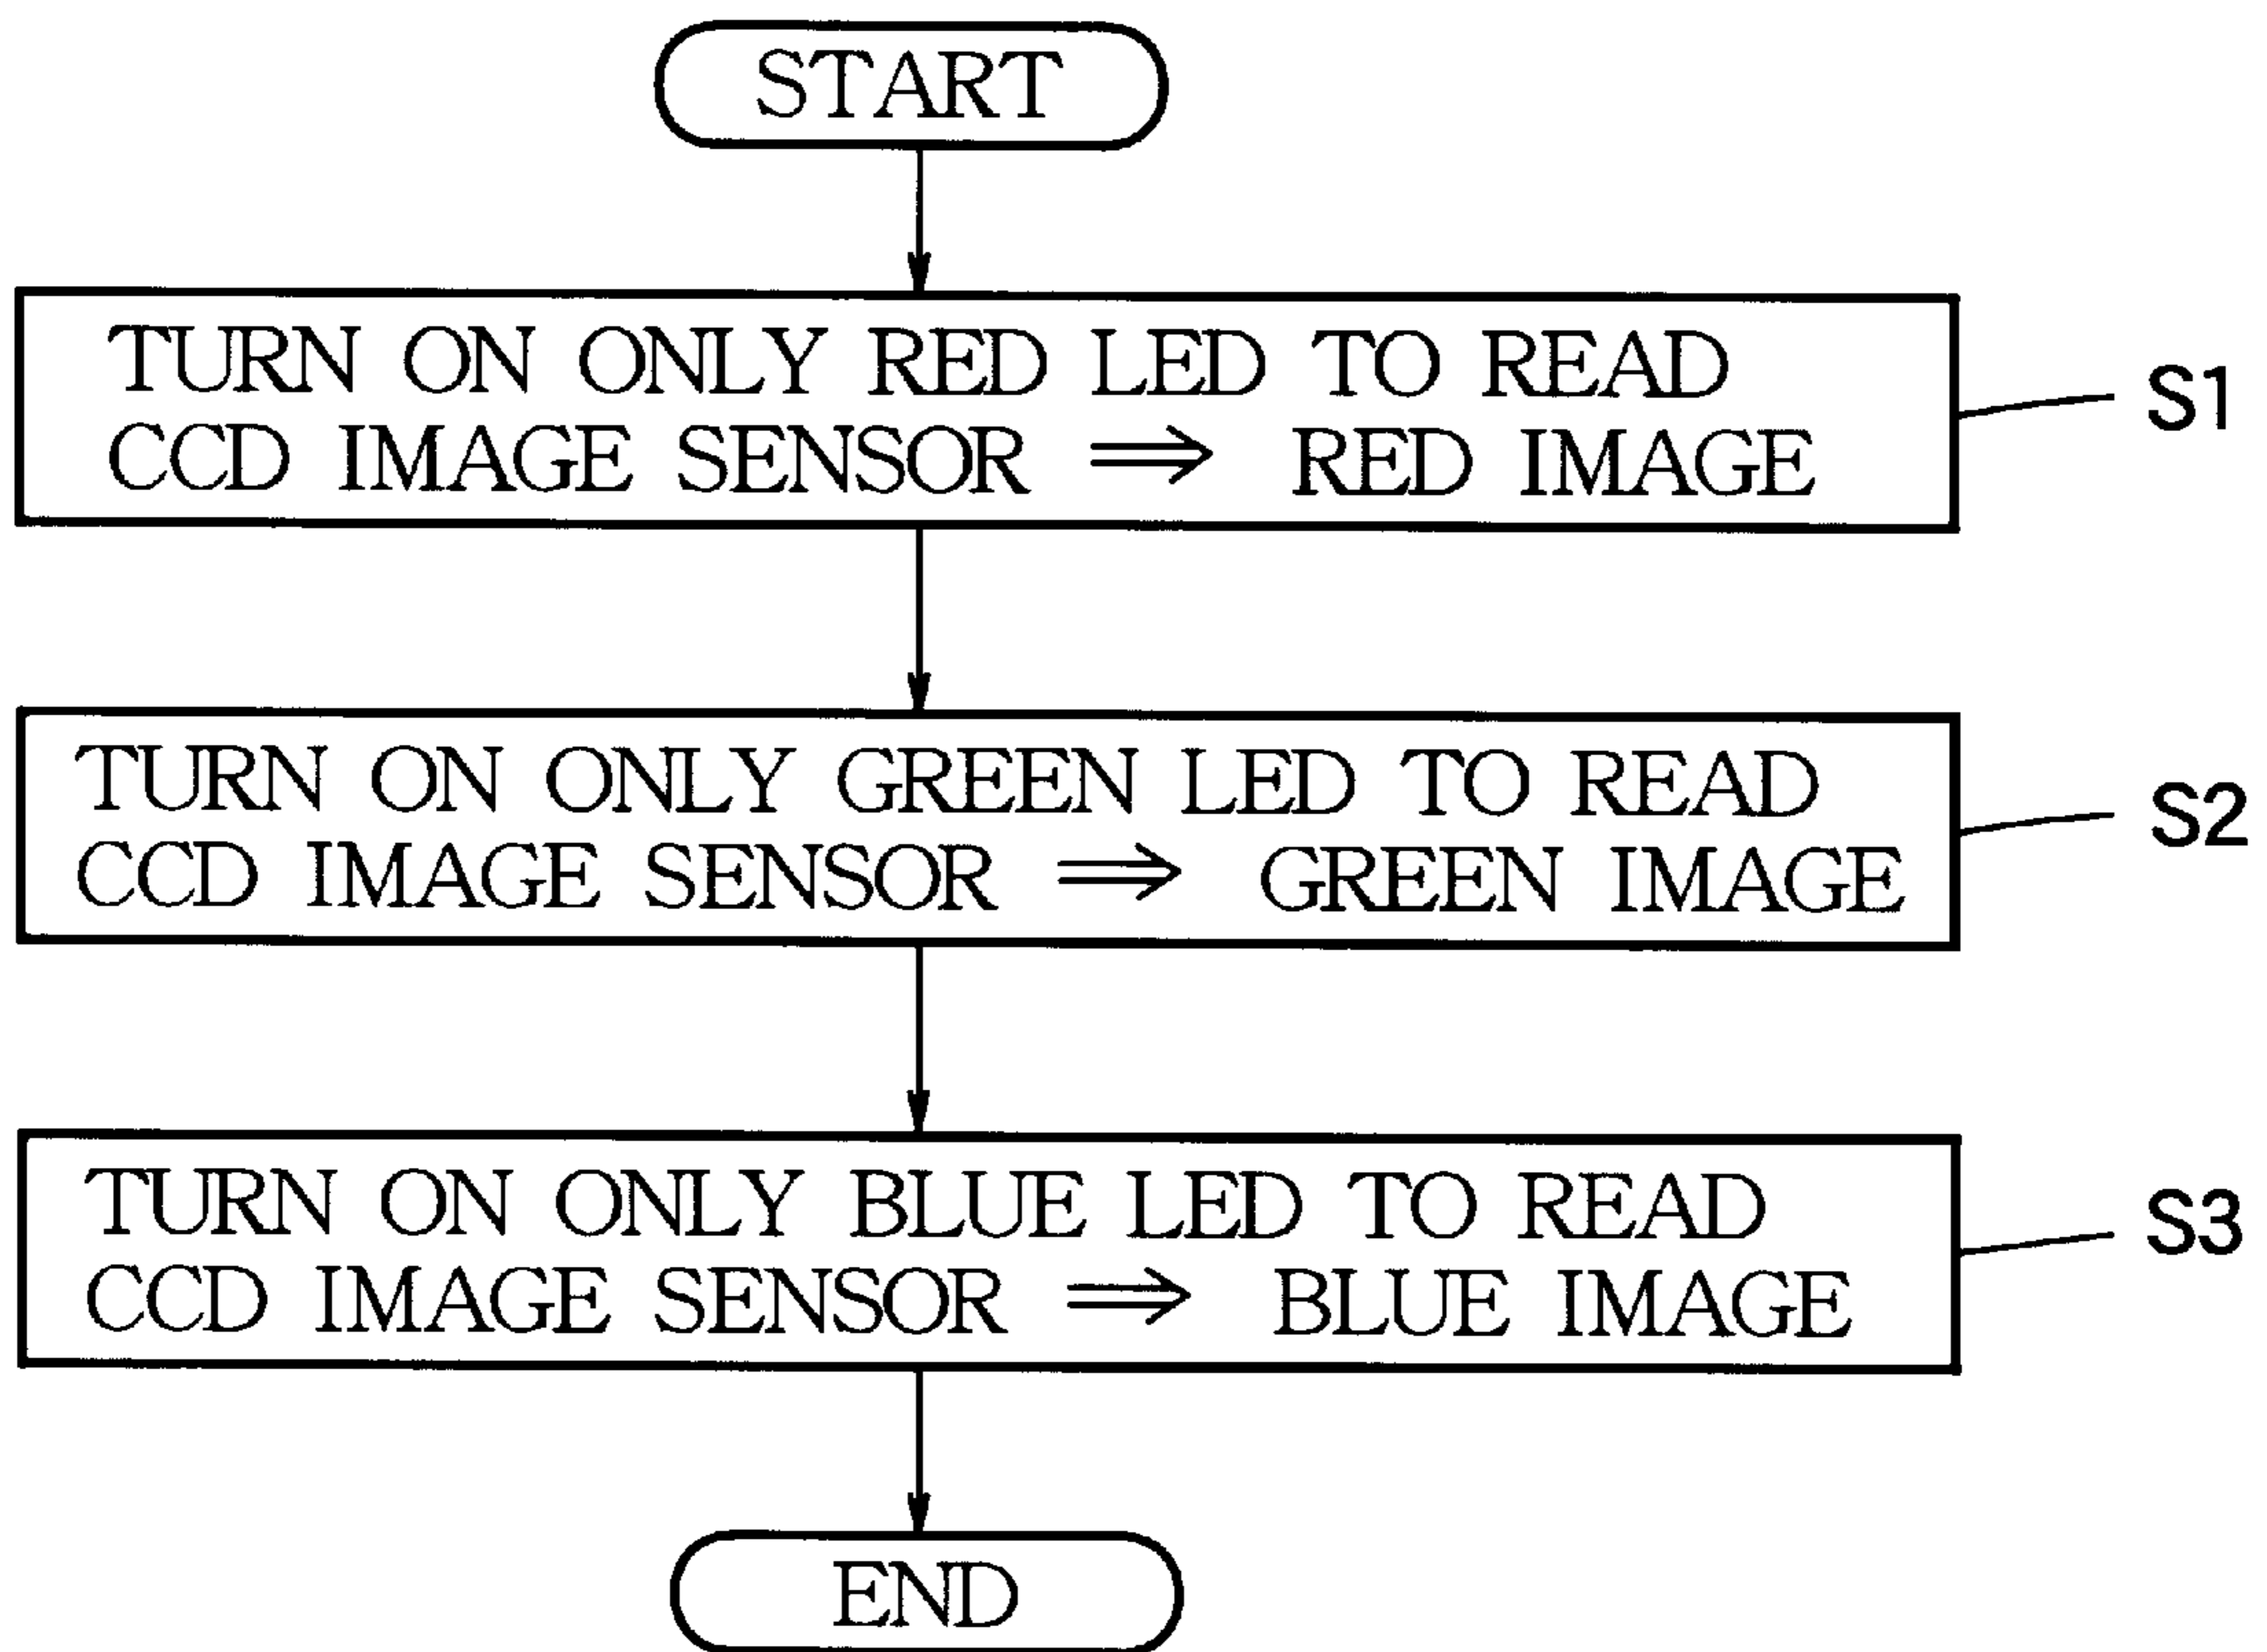 START
TURN ON ONLY RED LED TO READ
CCD IMAGE SENSOR ⇒ RED IMAGE
S1
TURN ON ONLY GREEN LED TO READ
CCD IMAGE SENSOR ⇒ GREEN IMAGE
S2
TURN ON ONLY BLUE LED TO READ
CCD IMAGE SENSOR ⇒ BLUE IMAGE
S3
END